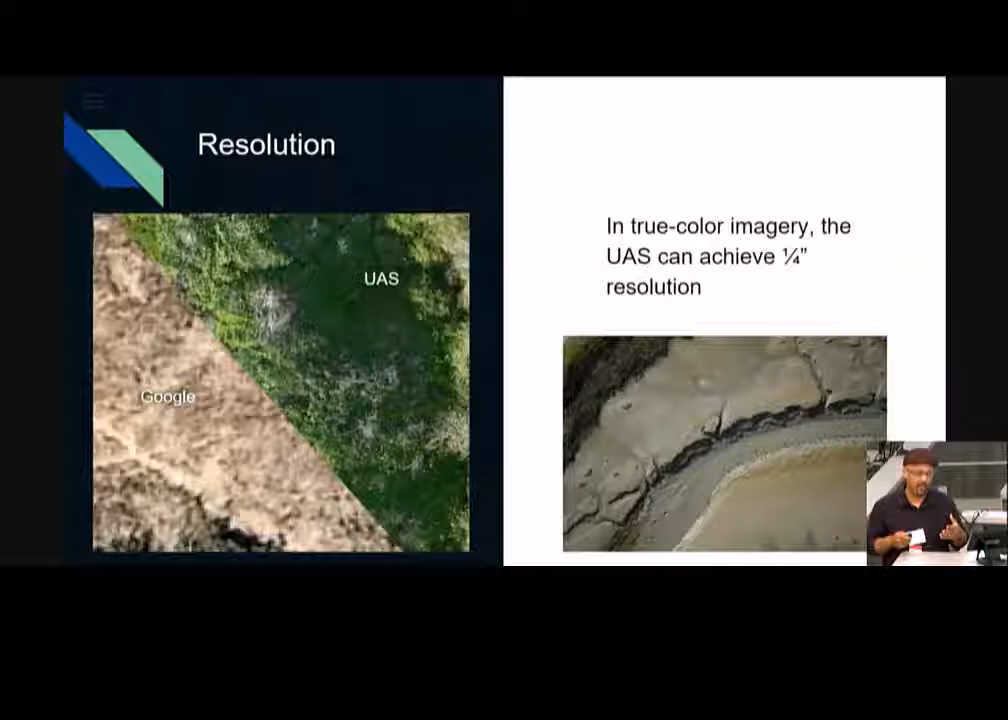 Resolution
UAS
Google
In true-color imagery, the
UAS can achieve ¼”
resolution